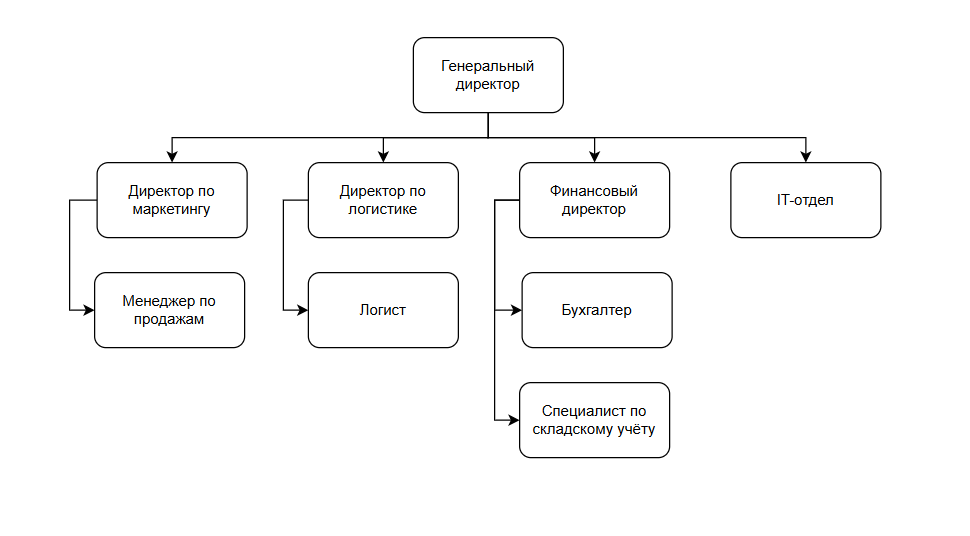 Генеральный
директор
Директор по
маркетингу
Директор по
логистике
Финансовый
директор
IT-отдел
Менеджер по
продажам
Логист
Бухгалтер
Специалист по
складскому учёту